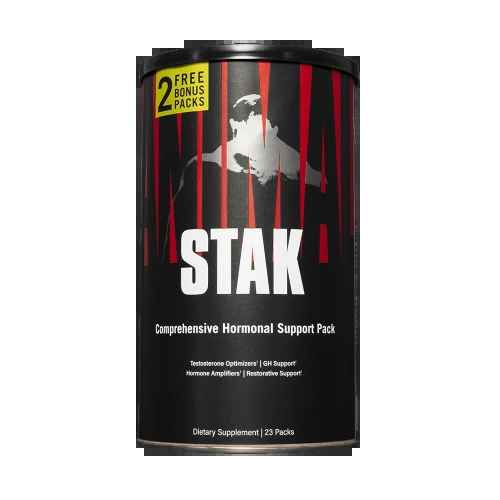 2 FREE
BONUS
PACKS
ANIMAL
STAK
Comprehensive Hormonal Support Pack
Testosterone Optimizers† | GH Support†
Hormone Amplifiers† | Restorative Support†
Dietary Supplement | 23 Packs